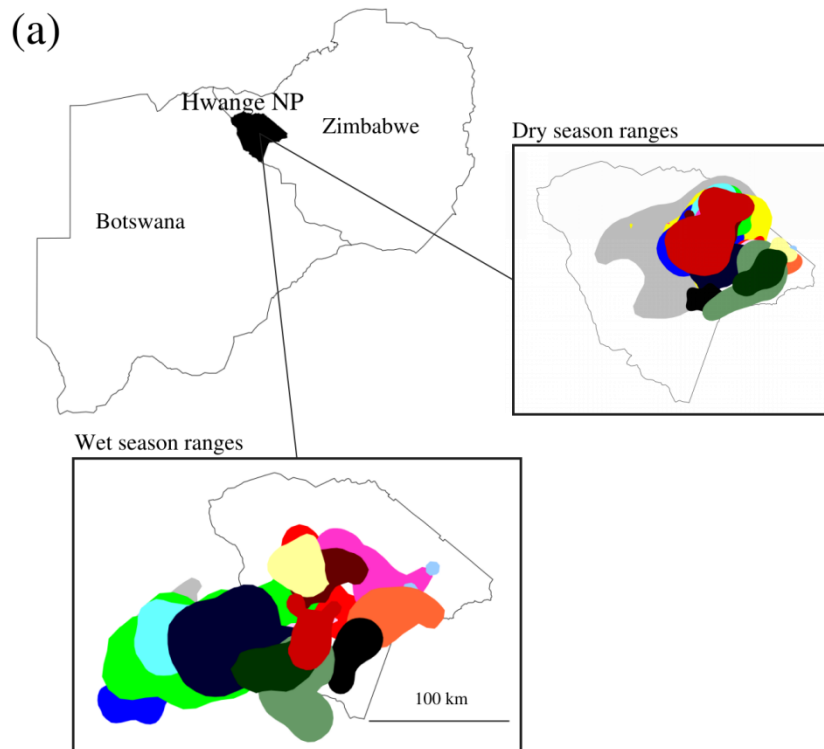 (a)
Hwange NP
Zimbabwe
Dry season ranges
Botswana
Wet season ranges
100 km